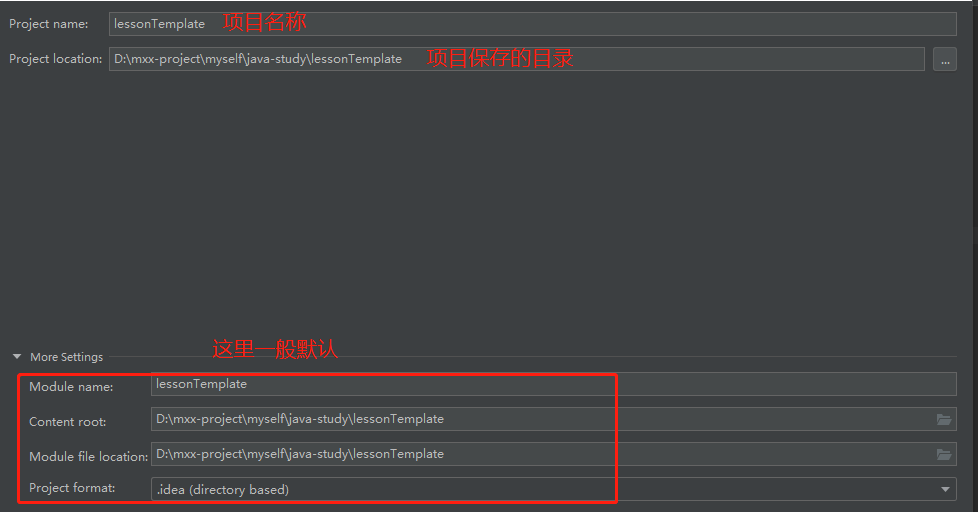 Project name: lessonTemplate 项目名称
Project location: D:\mxx-project\myself\java-study\lessonTemplate 项目保存的目录 ...
这里一般默认
More Settings
Module name: lessonTemplate
Content root: D:\mxx-project\myself\java-study\lessonTemplate
Module file location: D:\mxx-project\myself\java-study\lessonTemplate
Project format: .idea (directory based)